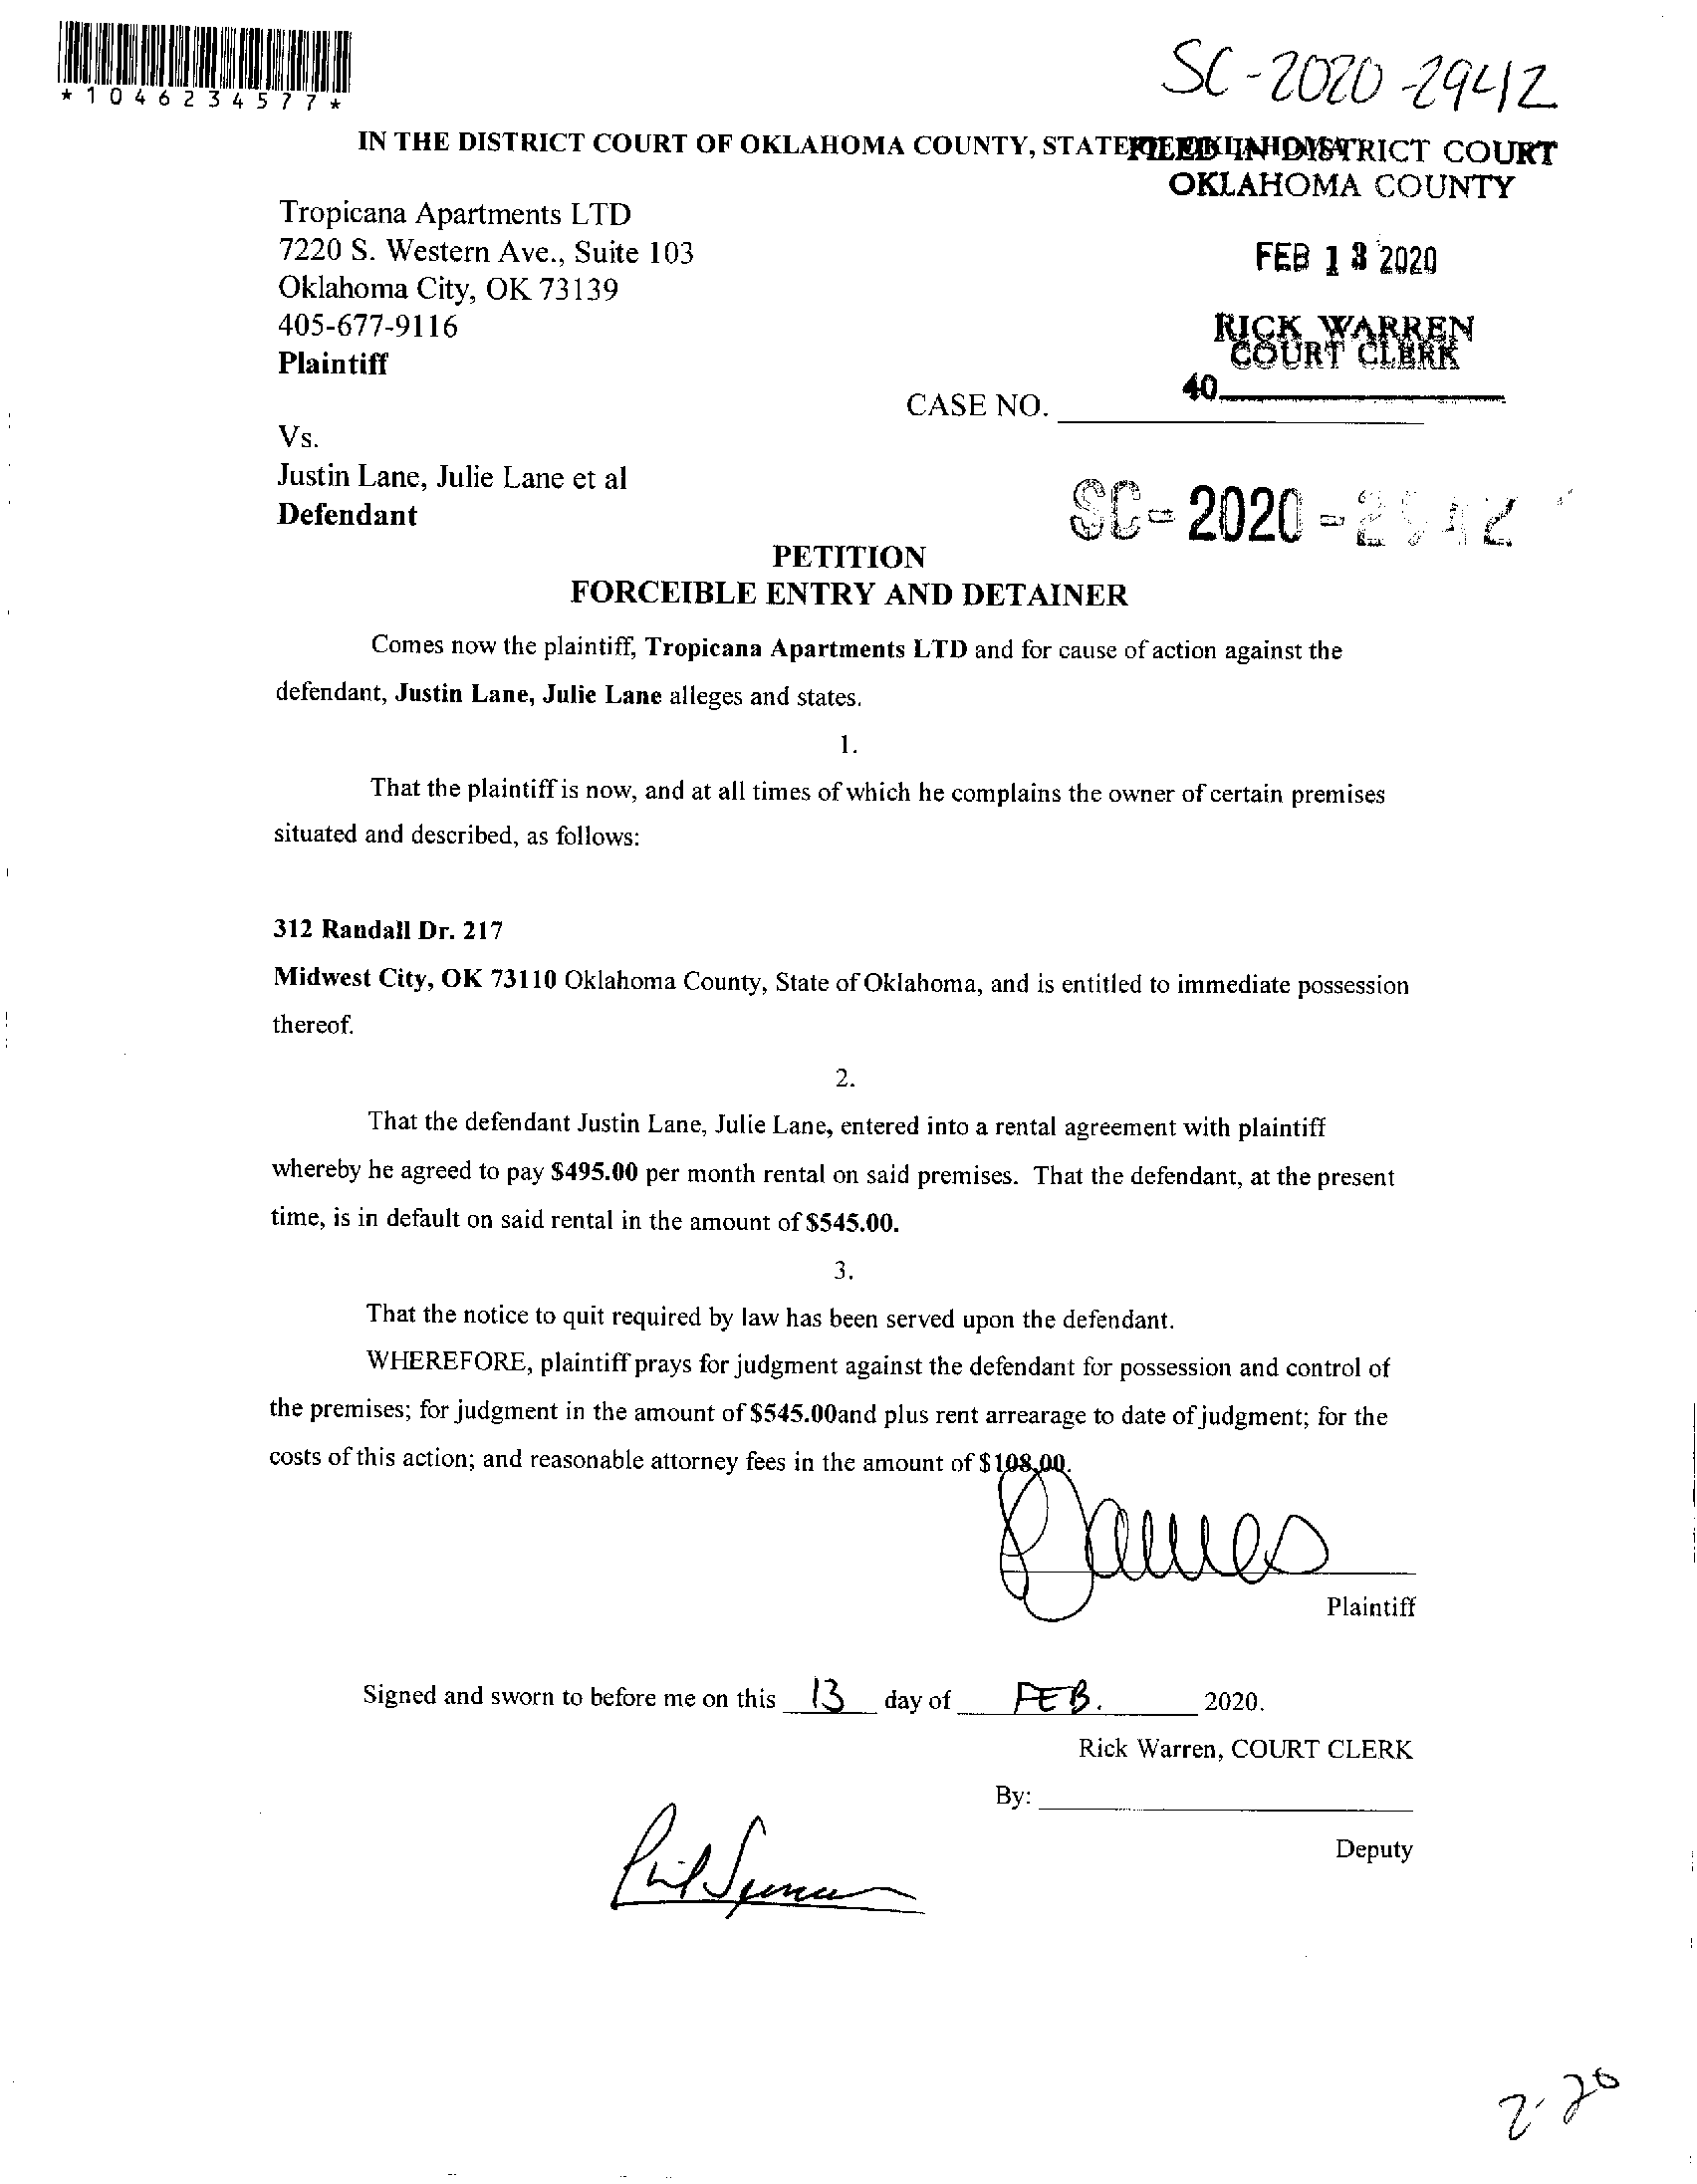 *1046234577*
SC-2020-2942
IN THE DISTRICT COURT OF OKLAHOMA COUNTY, STATE
FILED IN DISTRICT COURT
OKLAHOMA COUNTY
Tropicana Apartments LTD
7220 S. Western Ave., Suite 103
FEB 13 2020
Oklahoma City, OK 73139
405-677-9116
RICK WARREN
COURT CLERK
Plaintiff
40
CASE NO.
Vs.
Justin Lane, Julie Lane et al
SC-2020-2942
Defendant
PETITION
FORCEIBLE ENTRY AND DETAINER
Comes now the plaintiff, Tropicana Apartments LTD and for cause of action against the
defendant, Justin Lane, Julie Lane alleges and states.
1.
That the plaintiff is now, and at all times of which he complains the owner of certain premises
situated and described, as follows:
312 Randall Dr. 217
Midwest City, OK 73110 Oklahoma County, State of Oklahoma, and is entitled to immediate possession
thereof.
2.
That the defendant Justin Lane, Julie Lane, entered into a rental agreement with plaintiff
whereby he agreed to pay $495.00 per month rental on said premises. That the defendant, at the present
time, is in default on said rental in the amount of $545.00.
3.
That the notice to quit required by law has been served upon the defendant.
WHEREFORE, plaintiff prays for judgment against the defendant for possession and control of
the premises; for judgment in the amount of $545.00and plus rent arrearage to date of judgment; for the
costs of this action; and reasonable attorney fees in the amount of $108.00.
Plaintiff
Signed and sworn to before me on this 13 day of FEB. 2020.
Rick Warren, COURT CLERK
By:
Deputy
2-20